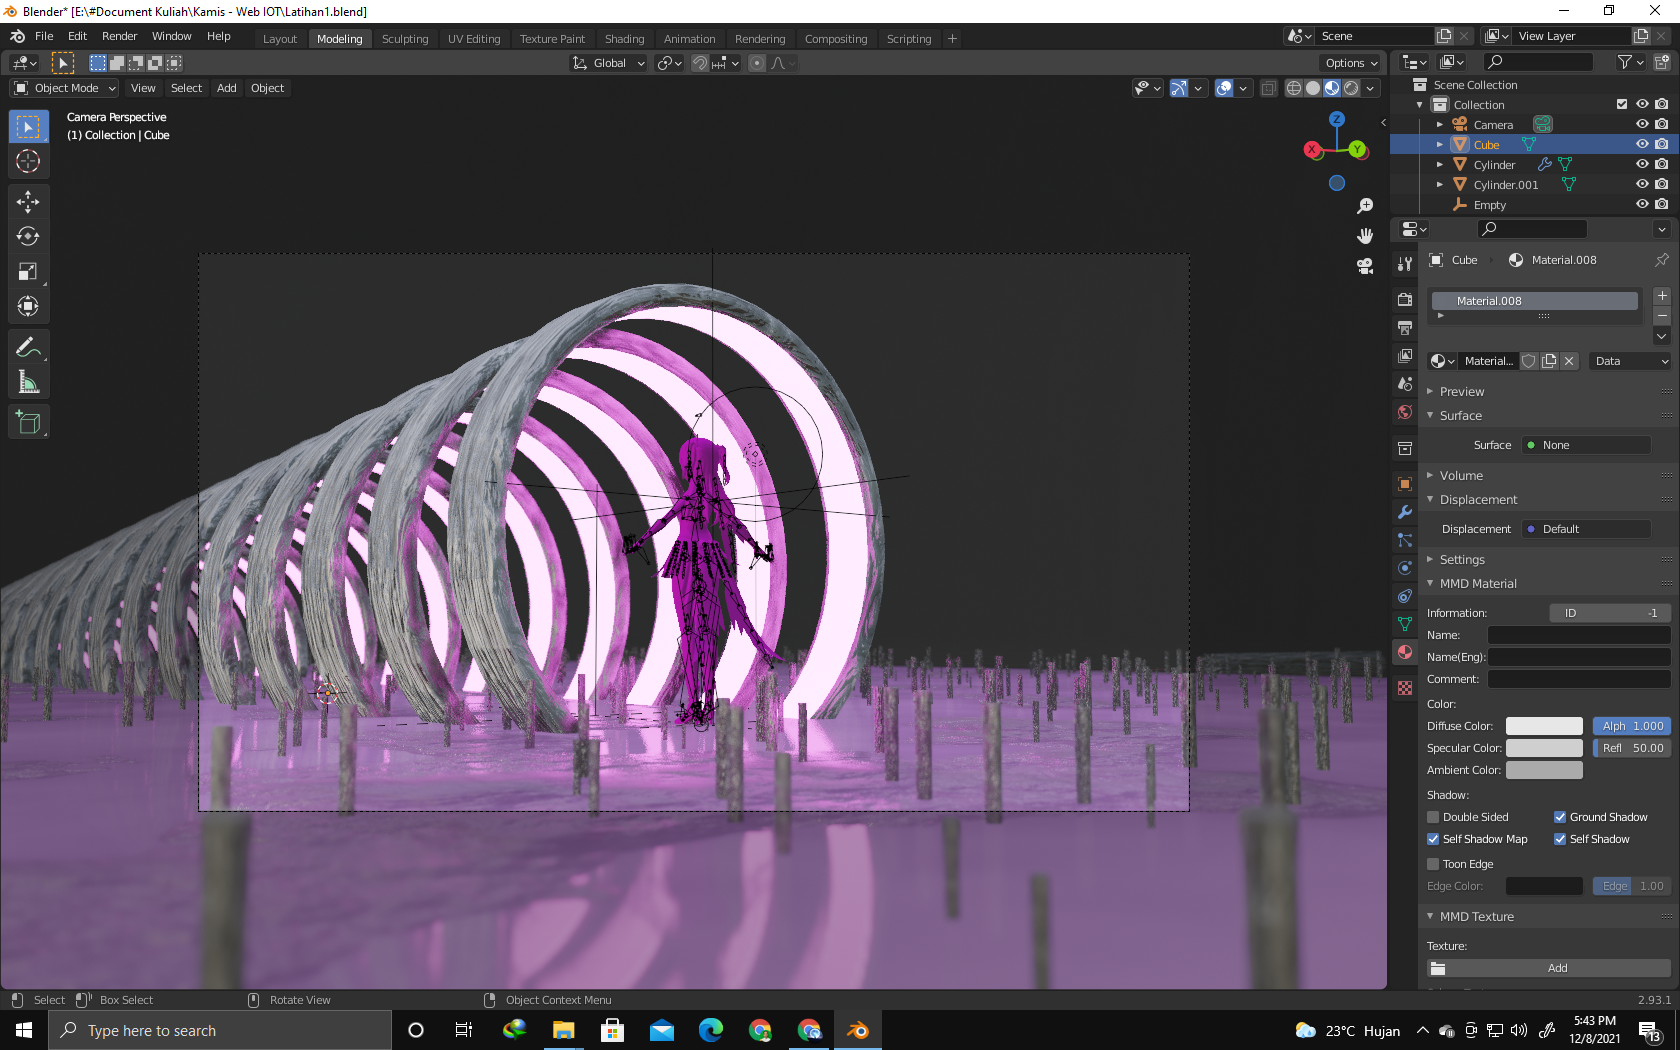 Blender* [E:\#Document Kuliah\Kamis - Web IOT\Latihan1.blend]
File Edit Render Window Help
Layout Modeling Sculpting UV Editing Texture Paint Shading Animation Rendering Compositing Scripting
Scene
View Layer
Global
Options
Object Mode View Select Add Object
Camera Perspective
(1) Collection | Cube
Z
X
Y
Scene Collection
Collection
Camera
Cube
Cylinder
Cylinder.001
Empty
Cube Material.008
Material.008
Material... Data
Preview
Surface
Surface None
Volume
Displacement
Displacement Default
Settings
MMD Material
Information: ID -1
Name:
Name(Eng):
Comment:
Color:
Diffuse Color: Alph 1.000
Specular Color: Refl 50.00
Ambient Color:
Shadow:
Double Sided Ground Shadow
Self Shadow Map Self Shadow
Toon Edge
Edge Color: Edge 1.00
MMD Texture
Texture:
Add
Select Box Select Rotate View Object Context Menu 2.93.1
Type here to search
23°C Hujan
5:43 PM
12/8/2021
13